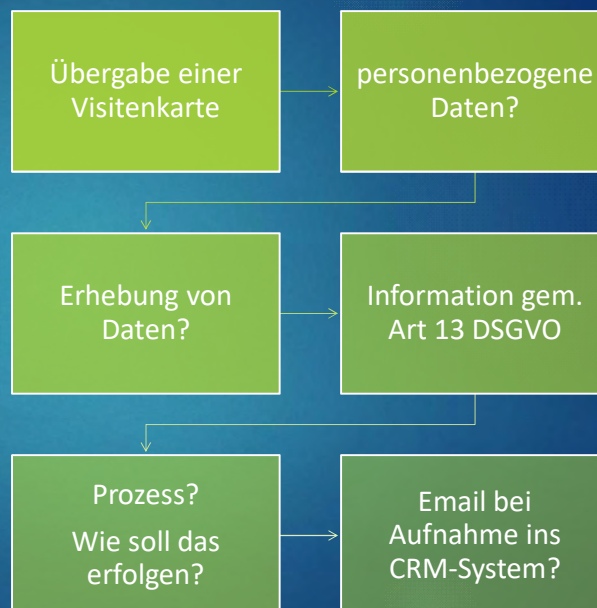 Übergabe einer
Visitenkarte
personenbezogene
Daten?
Erhebung von
Daten?
Information gem.
Art 13 DSGVO
Prozess?
Wie soll das
erfolgen?
Email bei
Aufnahme ins
CRM-System?